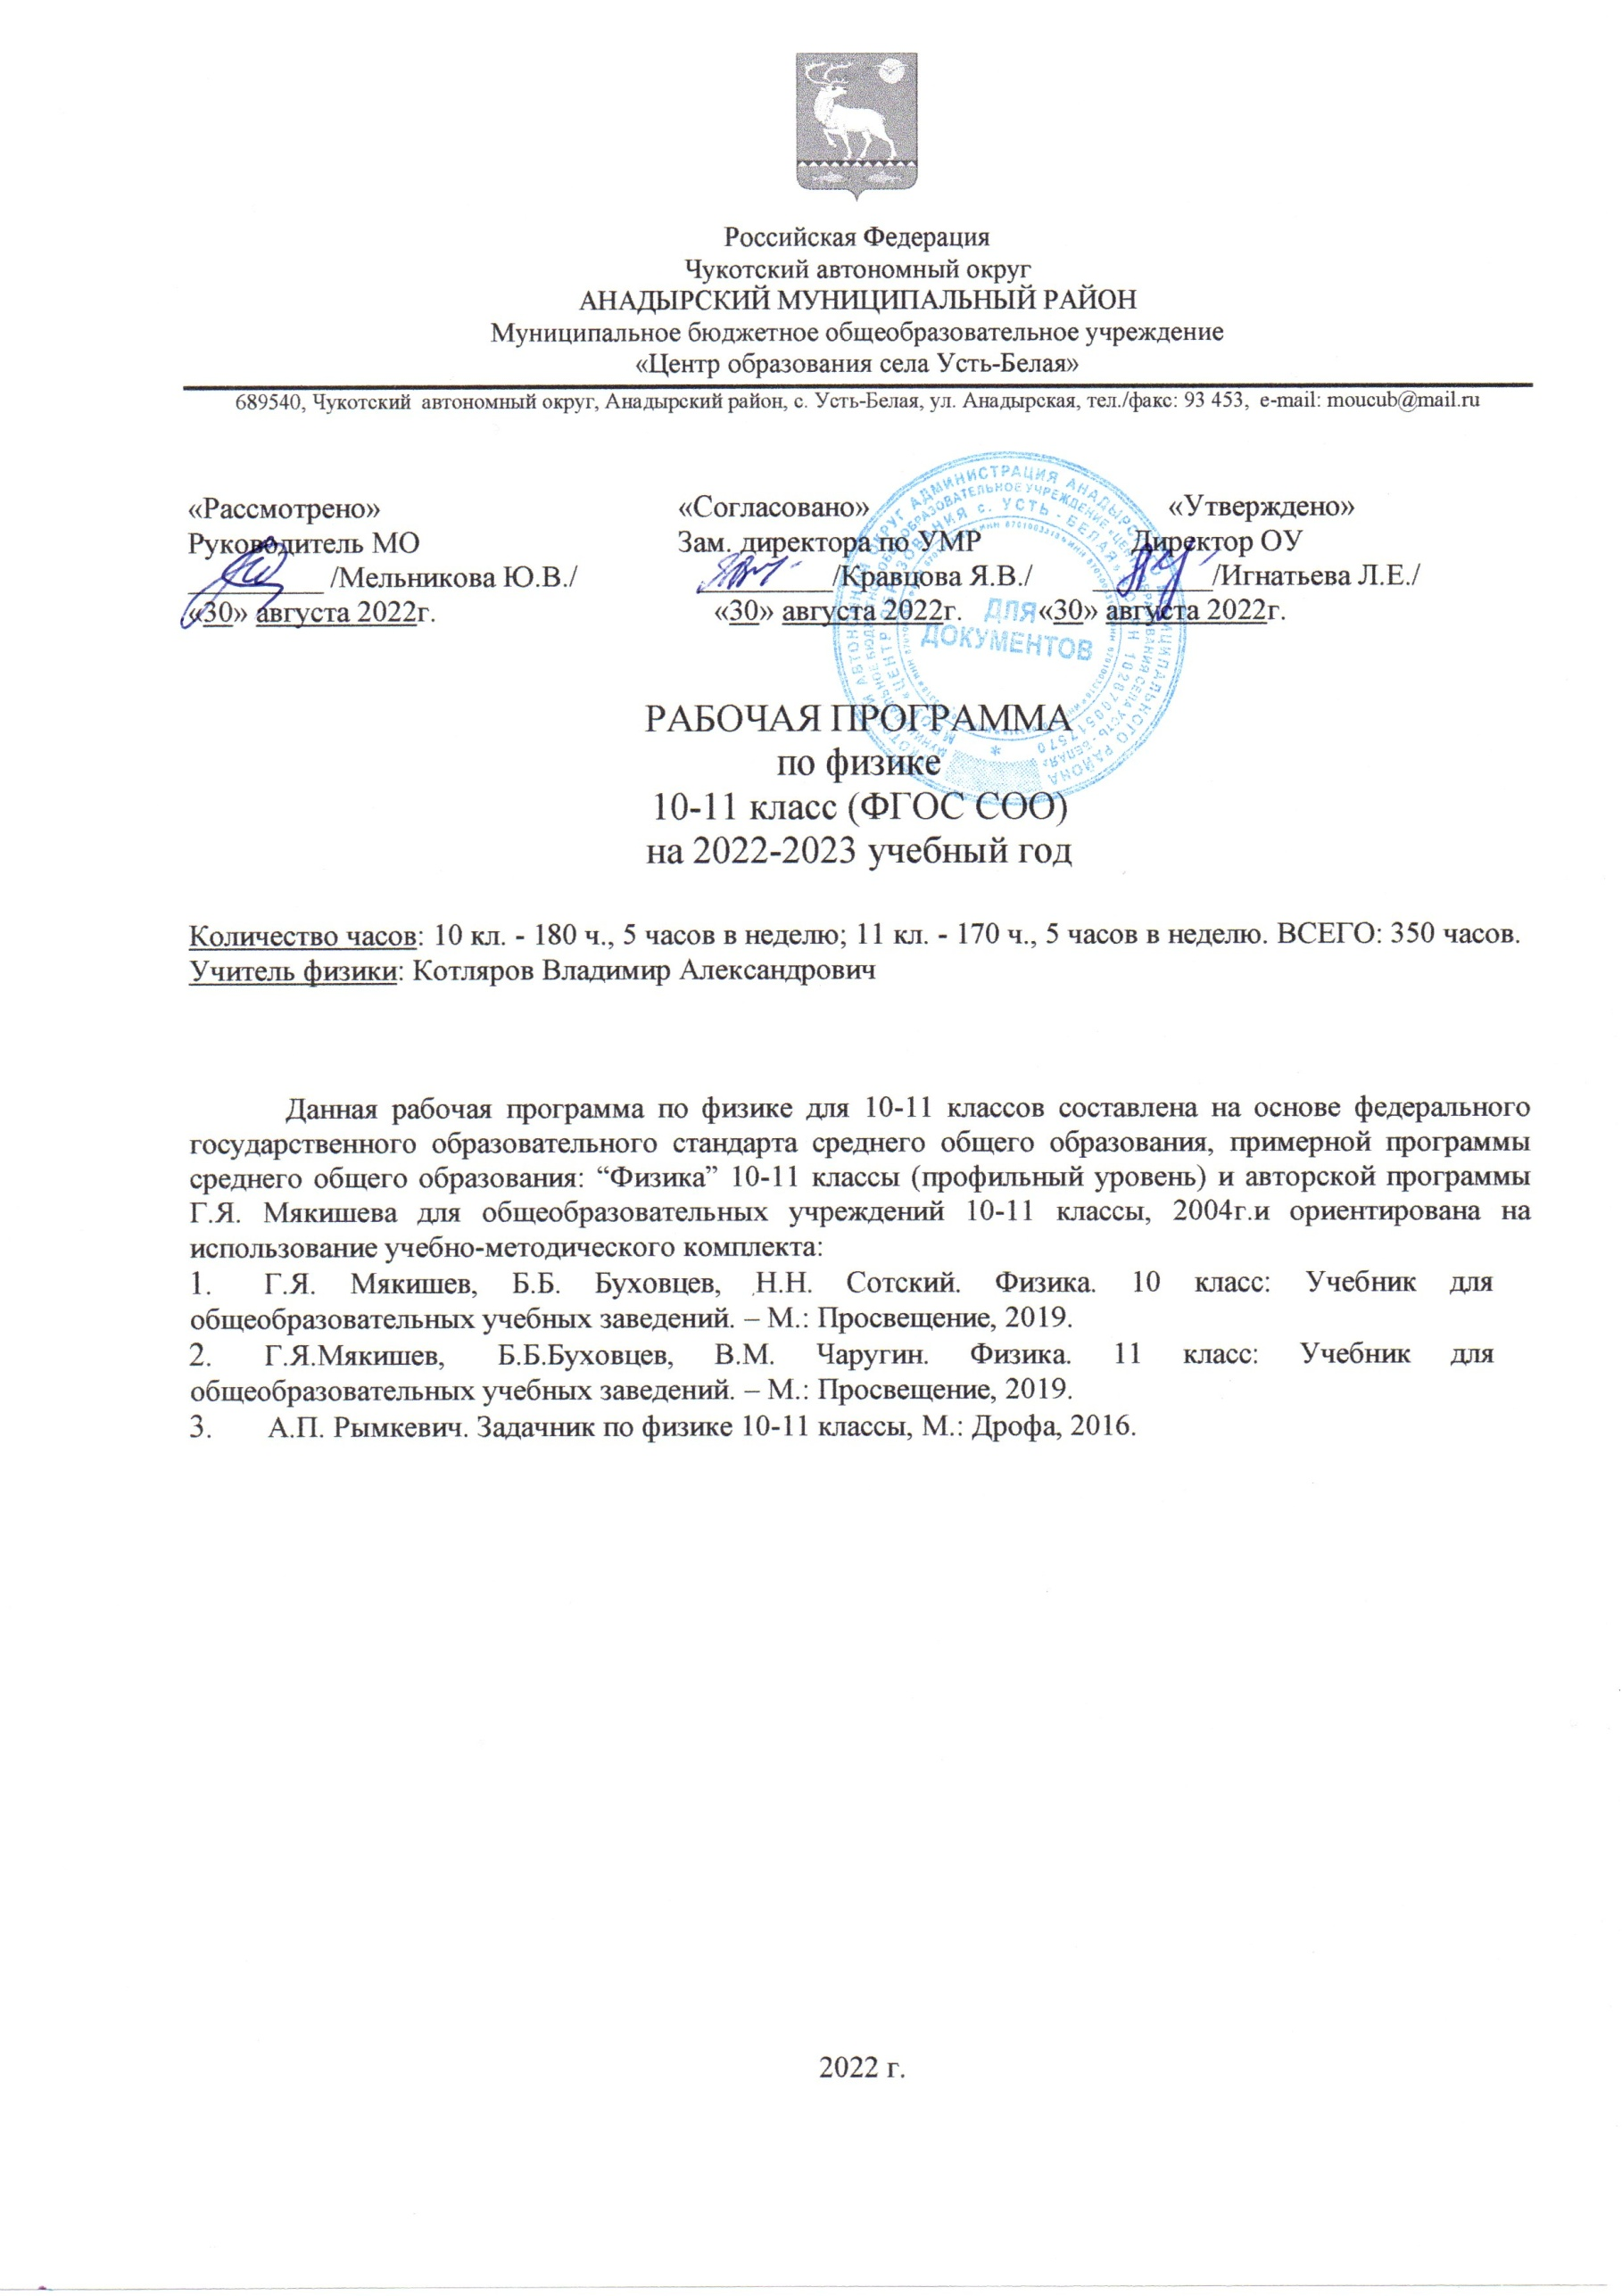 Российская Федерация
Чукотский автономный округ
АНАДЫРСКИЙ МУНИЦИПАЛЬНЫЙ РАЙОН
Муниципальное бюджетное общеобразовательное учреждение
«Центр образования села Усть-Белая»
689540, Чукотский автономный округ, Анадырский район, с. Усть-Белая, ул. Анадырская, тел./факс: 93 453, e-mail: moucub@mail.ru
«Рассмотрено» «Согласовано» «Утверждено»
Руководитель МО Зам. директора по УМР Директор ОУ
/Мельникова Ю.В./ /Кравцова Я.В./ /Игнатьева Л.Е./
«30» августа 2022г. «30» августа 2022г. «30» августа 2022г.
ДЛЯ
ДОКУМЕНТОВ
РАБОЧАЯ ПРОГРАММА
по физике
10-11 класс (ФГОС СОО)
на 2022-2023 учебный год
Количество часов: 10 кл. - 180 ч., 5 часов в неделю; 11 кл. - 170 ч., 5 часов в неделю. ВСЕГО: 350 часов.
Учитель физики: Котляров Владимир Александрович
Данная рабочая программа по физике для 10-11 классов составлена на основе федерального
государственного образовательного стандарта среднего общего образования, примерной программы
среднего общего образования: “Физика” 10-11 классы (профильный уровень) и авторской программы
Г.Я. Мякишева для общеобразовательных учреждений 10-11 классы, 2004г.и ориентирована на
использование учебно-методического комплекта:
1. Г.Я. Мякишев, Б.Б. Буховцев, Н.Н. Сотский. Физика. 10 класс: Учебник для
общеобразовательных учебных заведений. – М.: Просвещение, 2019.
2. Г.Я.Мякишев, Б.Б.Буховцев, В.М. Чаругин. Физика. 11 класс: Учебник для
общеобразовательных учебных заведений. – М.: Просвещение, 2019.
3. А.П. Рымкевич. Задачник по физике 10-11 классы, М.: Дрофа, 2016.
2022 г.